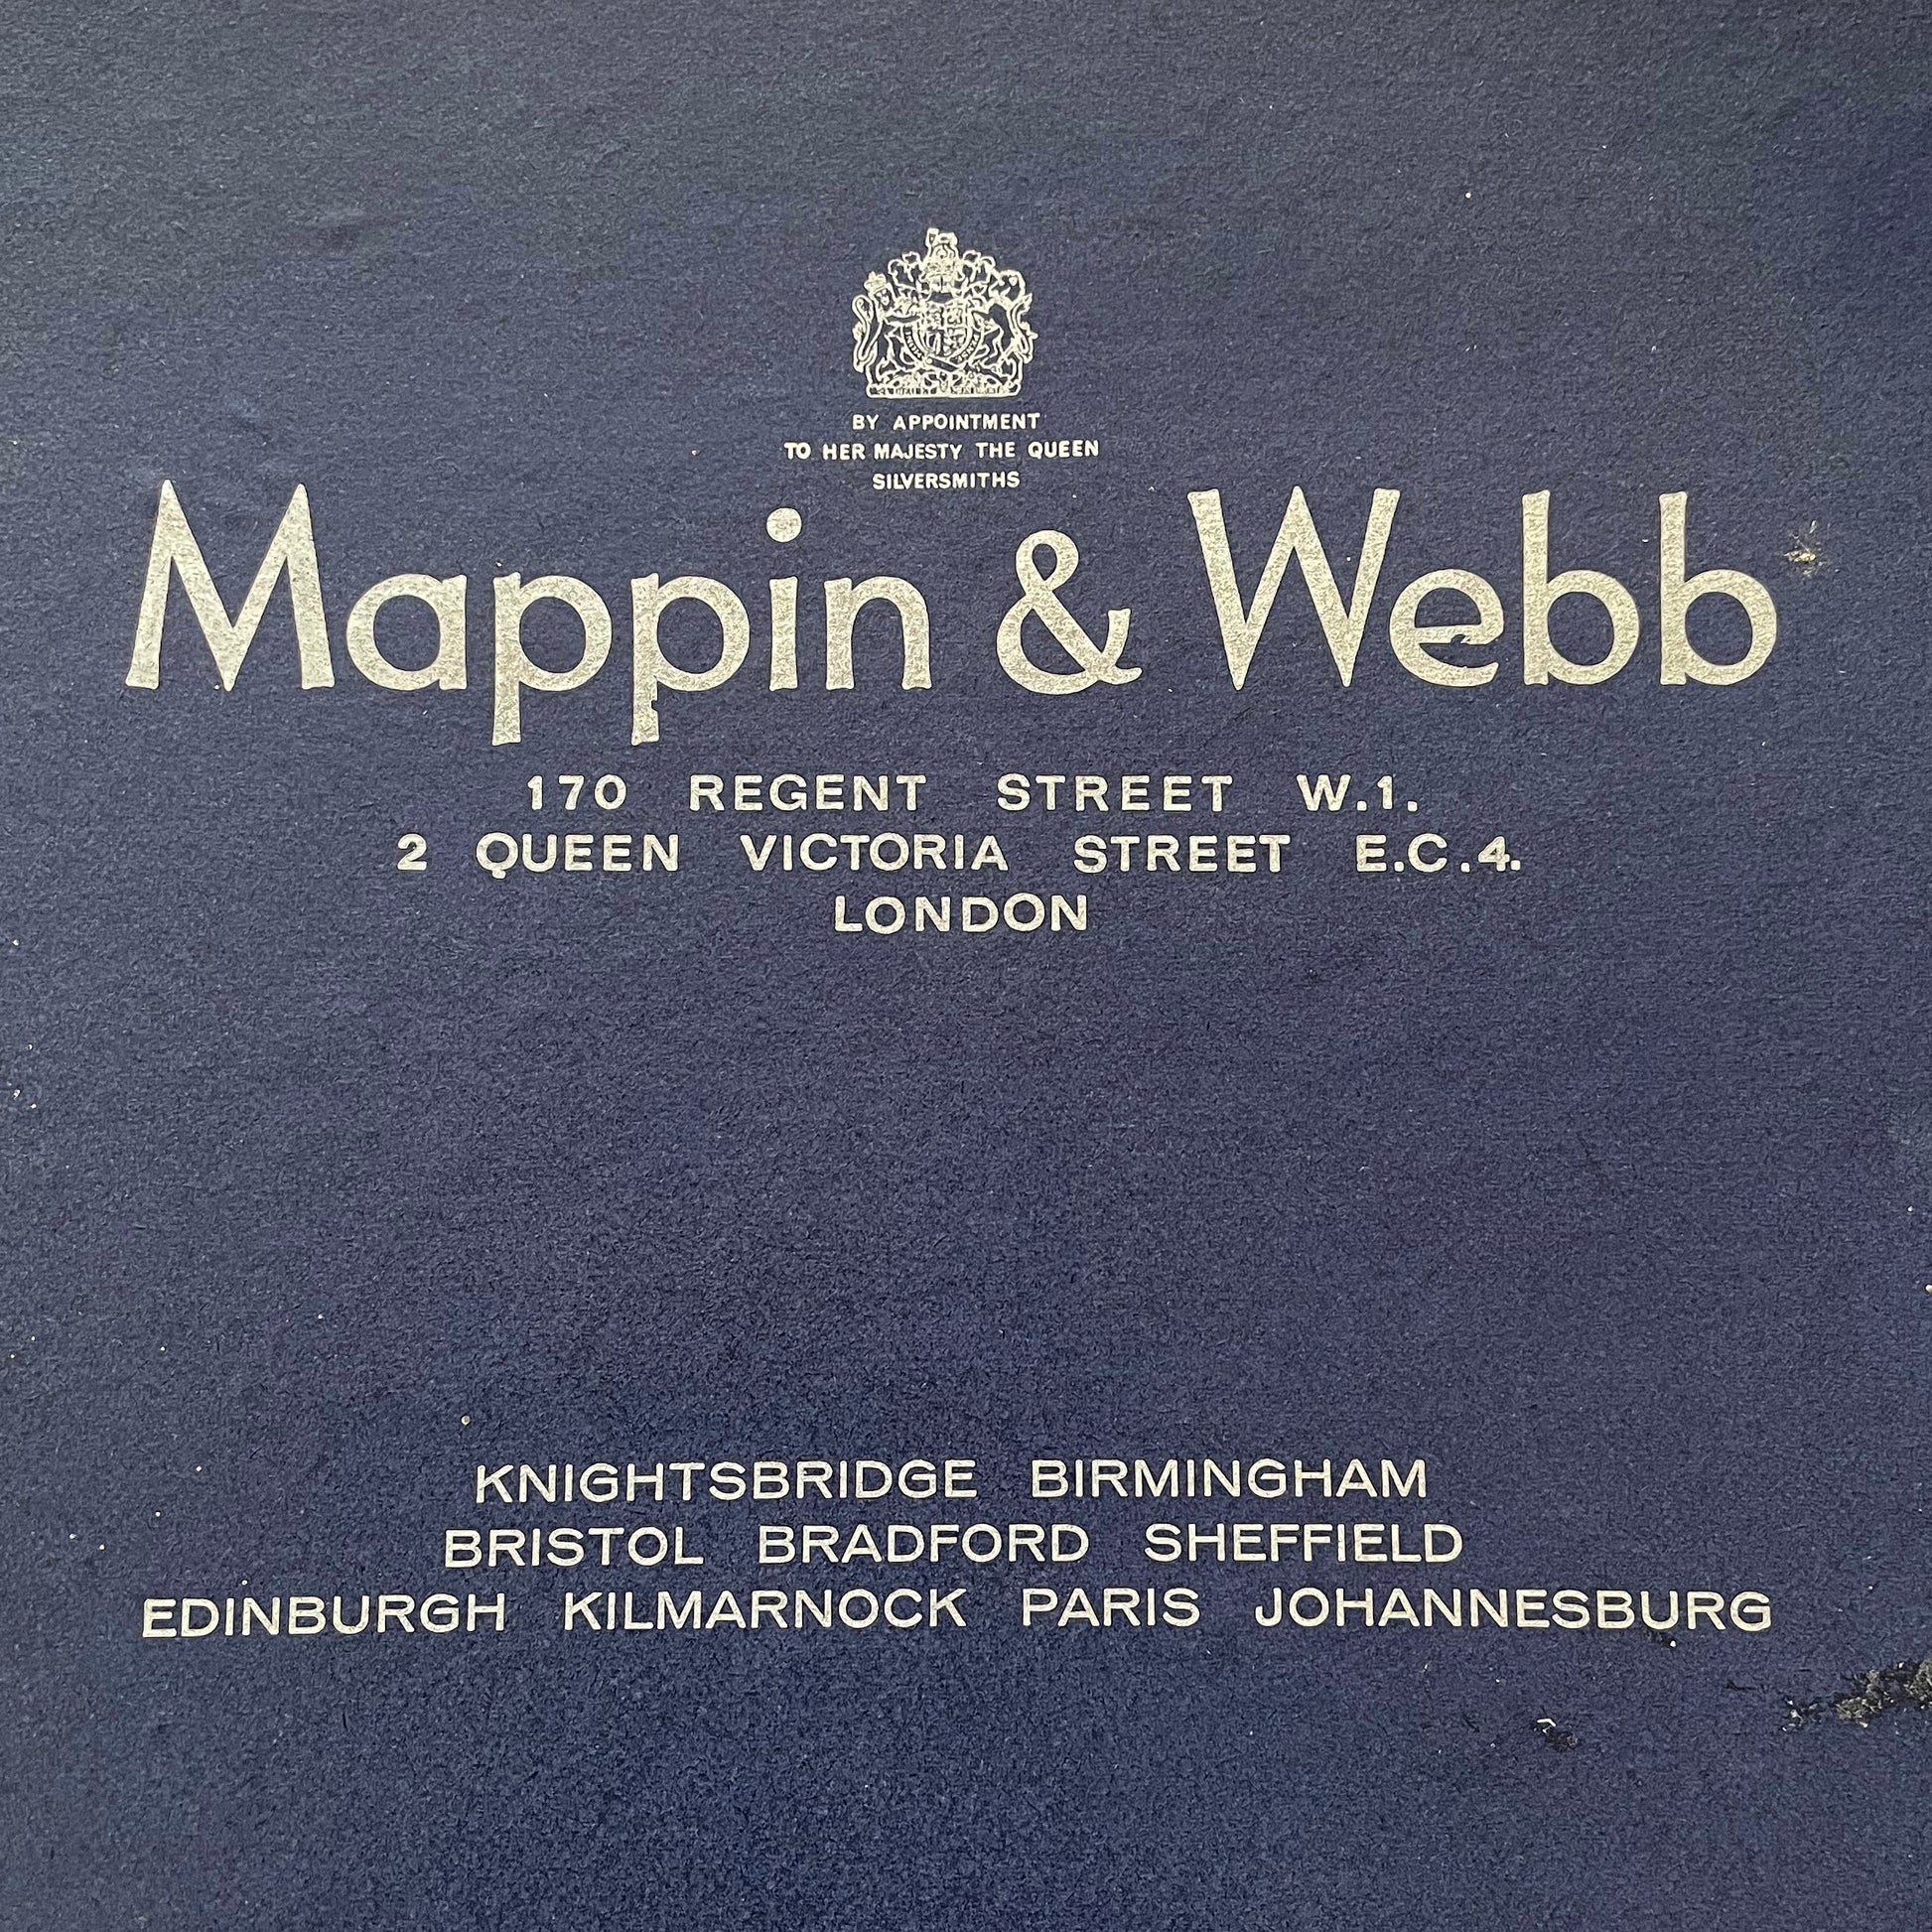 BY APPOINTMENT
TO HER MAJESTY THE QUEEN
SILVERSMITHS
Mappin & Webb
170 REGENT STREET W.1.
2 QUEEN VICTORIA STREET E.C.4.
LONDON
KNIGHTSBRIDGE BIRMINGHAM
BRISTOL BRADFORD SHEFFIELD
EDINBURGH KILMARNOCK PARIS JOHANNESBURG